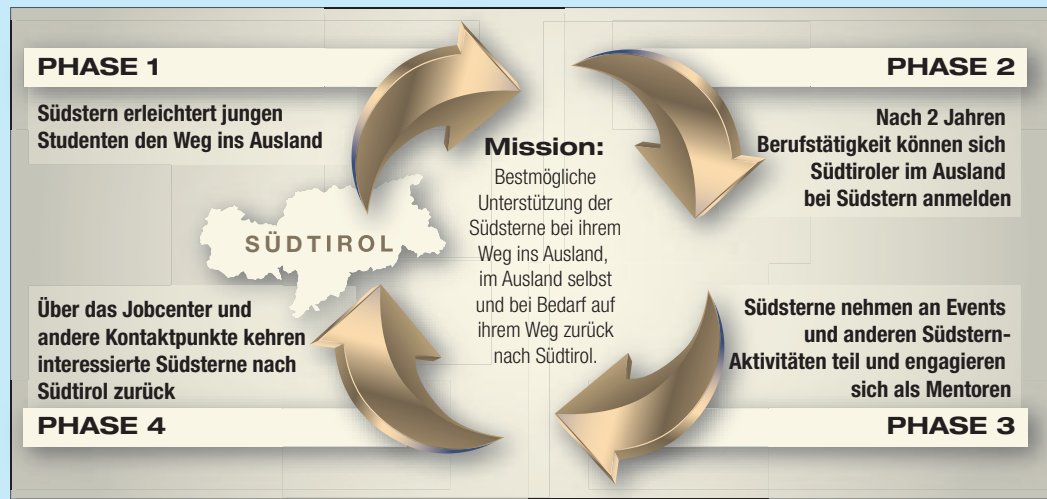 PHASE 1
Südstern erleichtert jungen
Studenten den Weg ins Ausland
PHASE 2
Nach 2 Jahren
Berufstätigkeit können sich
Südtiroler im Ausland
bei Südstern anmelden
Mission:
Bestmögliche
Unterstützung der
Südsterne bei ihrem
Weg ins Ausland,
im Ausland selbst
und bei Bedarf auf
ihrem Weg zurück
nach Südtirol.
SÜDTIROL
Südsterne nehmen an Events
und anderen Südstern-
Aktivitäten teil und engagieren
sich als Mentoren
PHASE 3
Über das Jobcenter und
andere Kontaktpunkte kehren
interessierte Südsterne nach
Südtirol zurück
PHASE 4